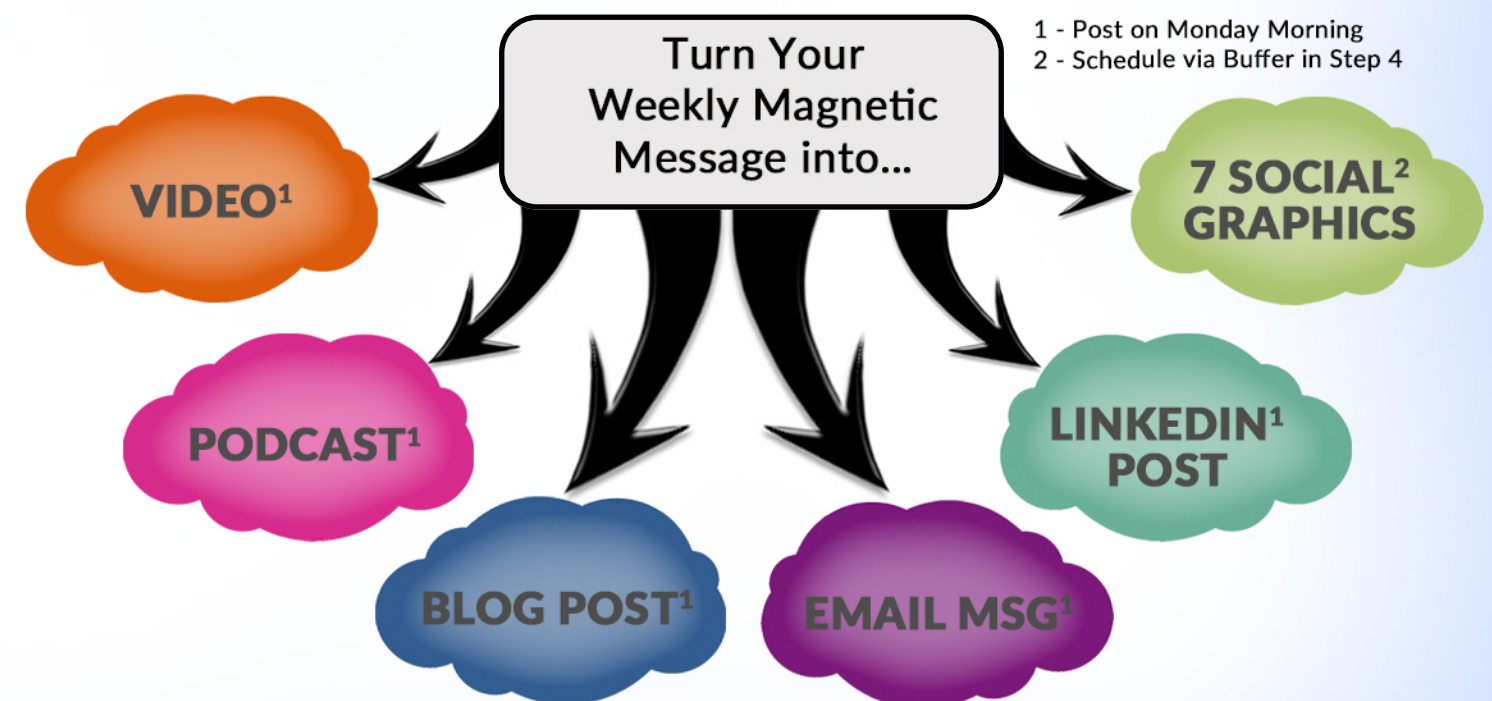 Turn Your
Weekly Magnetic
Message into...
1 - Post on Monday Morning
2 - Schedule via Buffer in Step 4
VIDEO¹
7 SOCIAL²
GRAPHICS
PODCAST¹
LINKEDIN¹
POST
BLOG POST¹
EMAIL MSG¹